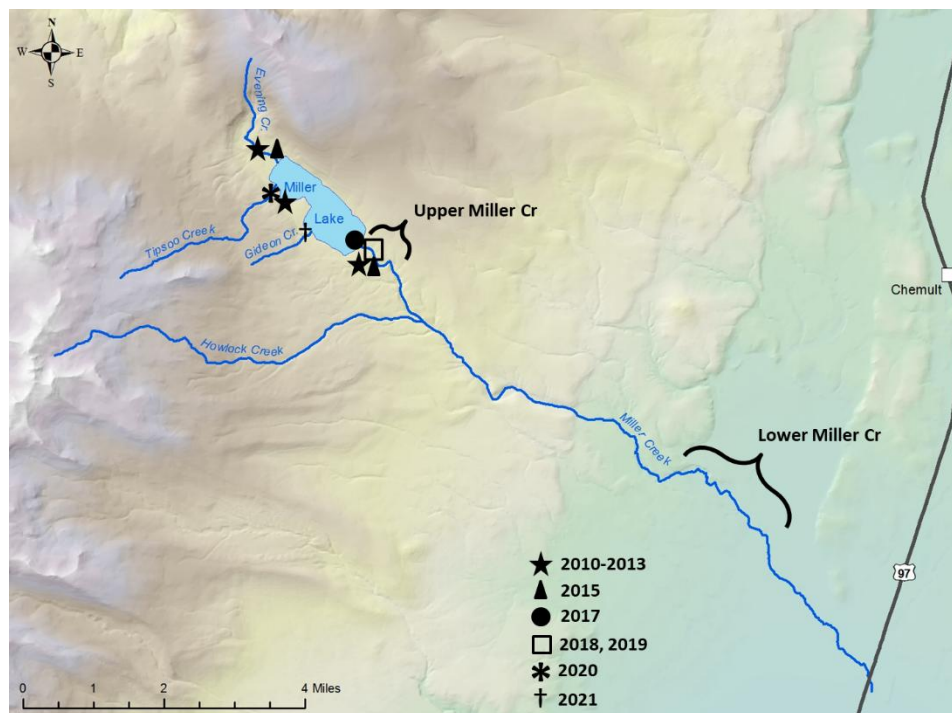 N
W E
S
Evening Cr.
Miller
Lake
Upper Miller Cr
Tipsoo Creek
Gideon Cr.
Chemult
Howlock Creek
Miller Creek
Lower Miller Cr
2010-2013
2015
2017
97
2018, 2019
2020
2021
0 1 2 4 Miles